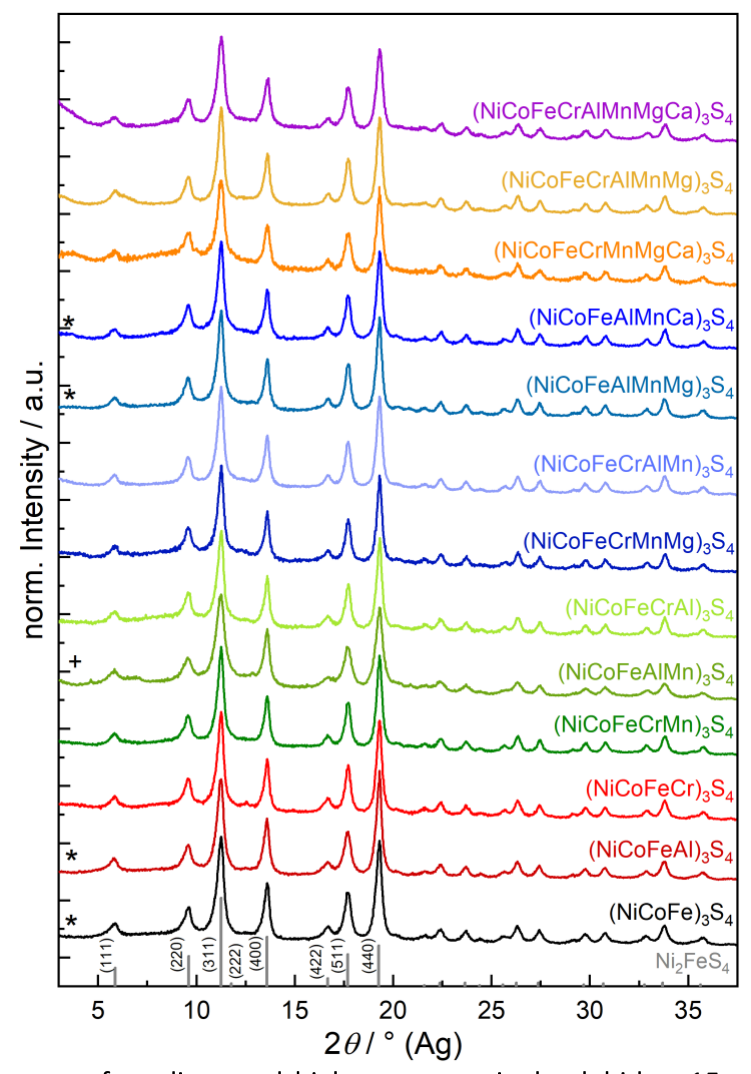 (NiCoFeCrAlMnMgCa)₃S₄
(NiCoFeCrAlMnMg)₃S₄
(NiCoFeCrMnMgCa)₃S₄
* (NiCoFeAlMnCa)₃S₄
* (NiCoFeAlMnMg)₃S₄
(NiCoFeCrAlMn)₃S₄
(NiCoFeCrMnMg)₃S₄
(NiCoFeCrAl)₃S₄
+ (NiCoFeAlMn)₃S₄
(NiCoFeCrMn)₃S₄
(NiCoFeCr)₃S₄
* (NiCoFeAl)₃S₄
* (NiCoFe)₃S₄
norm. Intensity / a.u.
(111) (220) (311) (222) (400) (422) (511) (440) Ni₂FeS₄
5 10 15 20 25 30 35
2θ / ° (Ag)